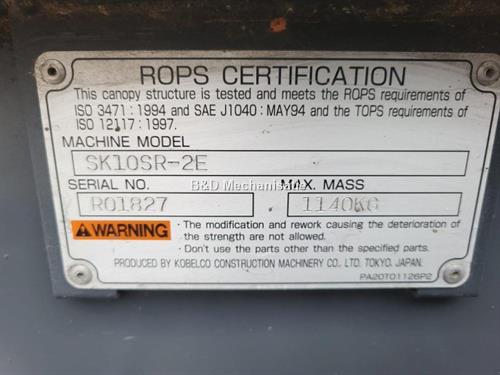 ROPS CERTIFICATION
This canopy structure is tested and meets the ROPS requirements of
ISO 3471 : 1994 and SAE J1040 : MAY94 and the TOPS requirements of
ISO 12117 : 1997.
MACHINE MODEL
SK10SR-2E
SERIAL NO.
B&D Mechanisatie
MAX. MASS
R01827
1140KG
WARNING
· The modification and rework causing the deterioration of
the strength are not allowed.
· Don't use the parts other than the specified parts.
PRODUCED BY KOBELCO CONSTRUCTION MACHINERY CO., LTD. TOKYO, JAPAN.
PA20T01126P2